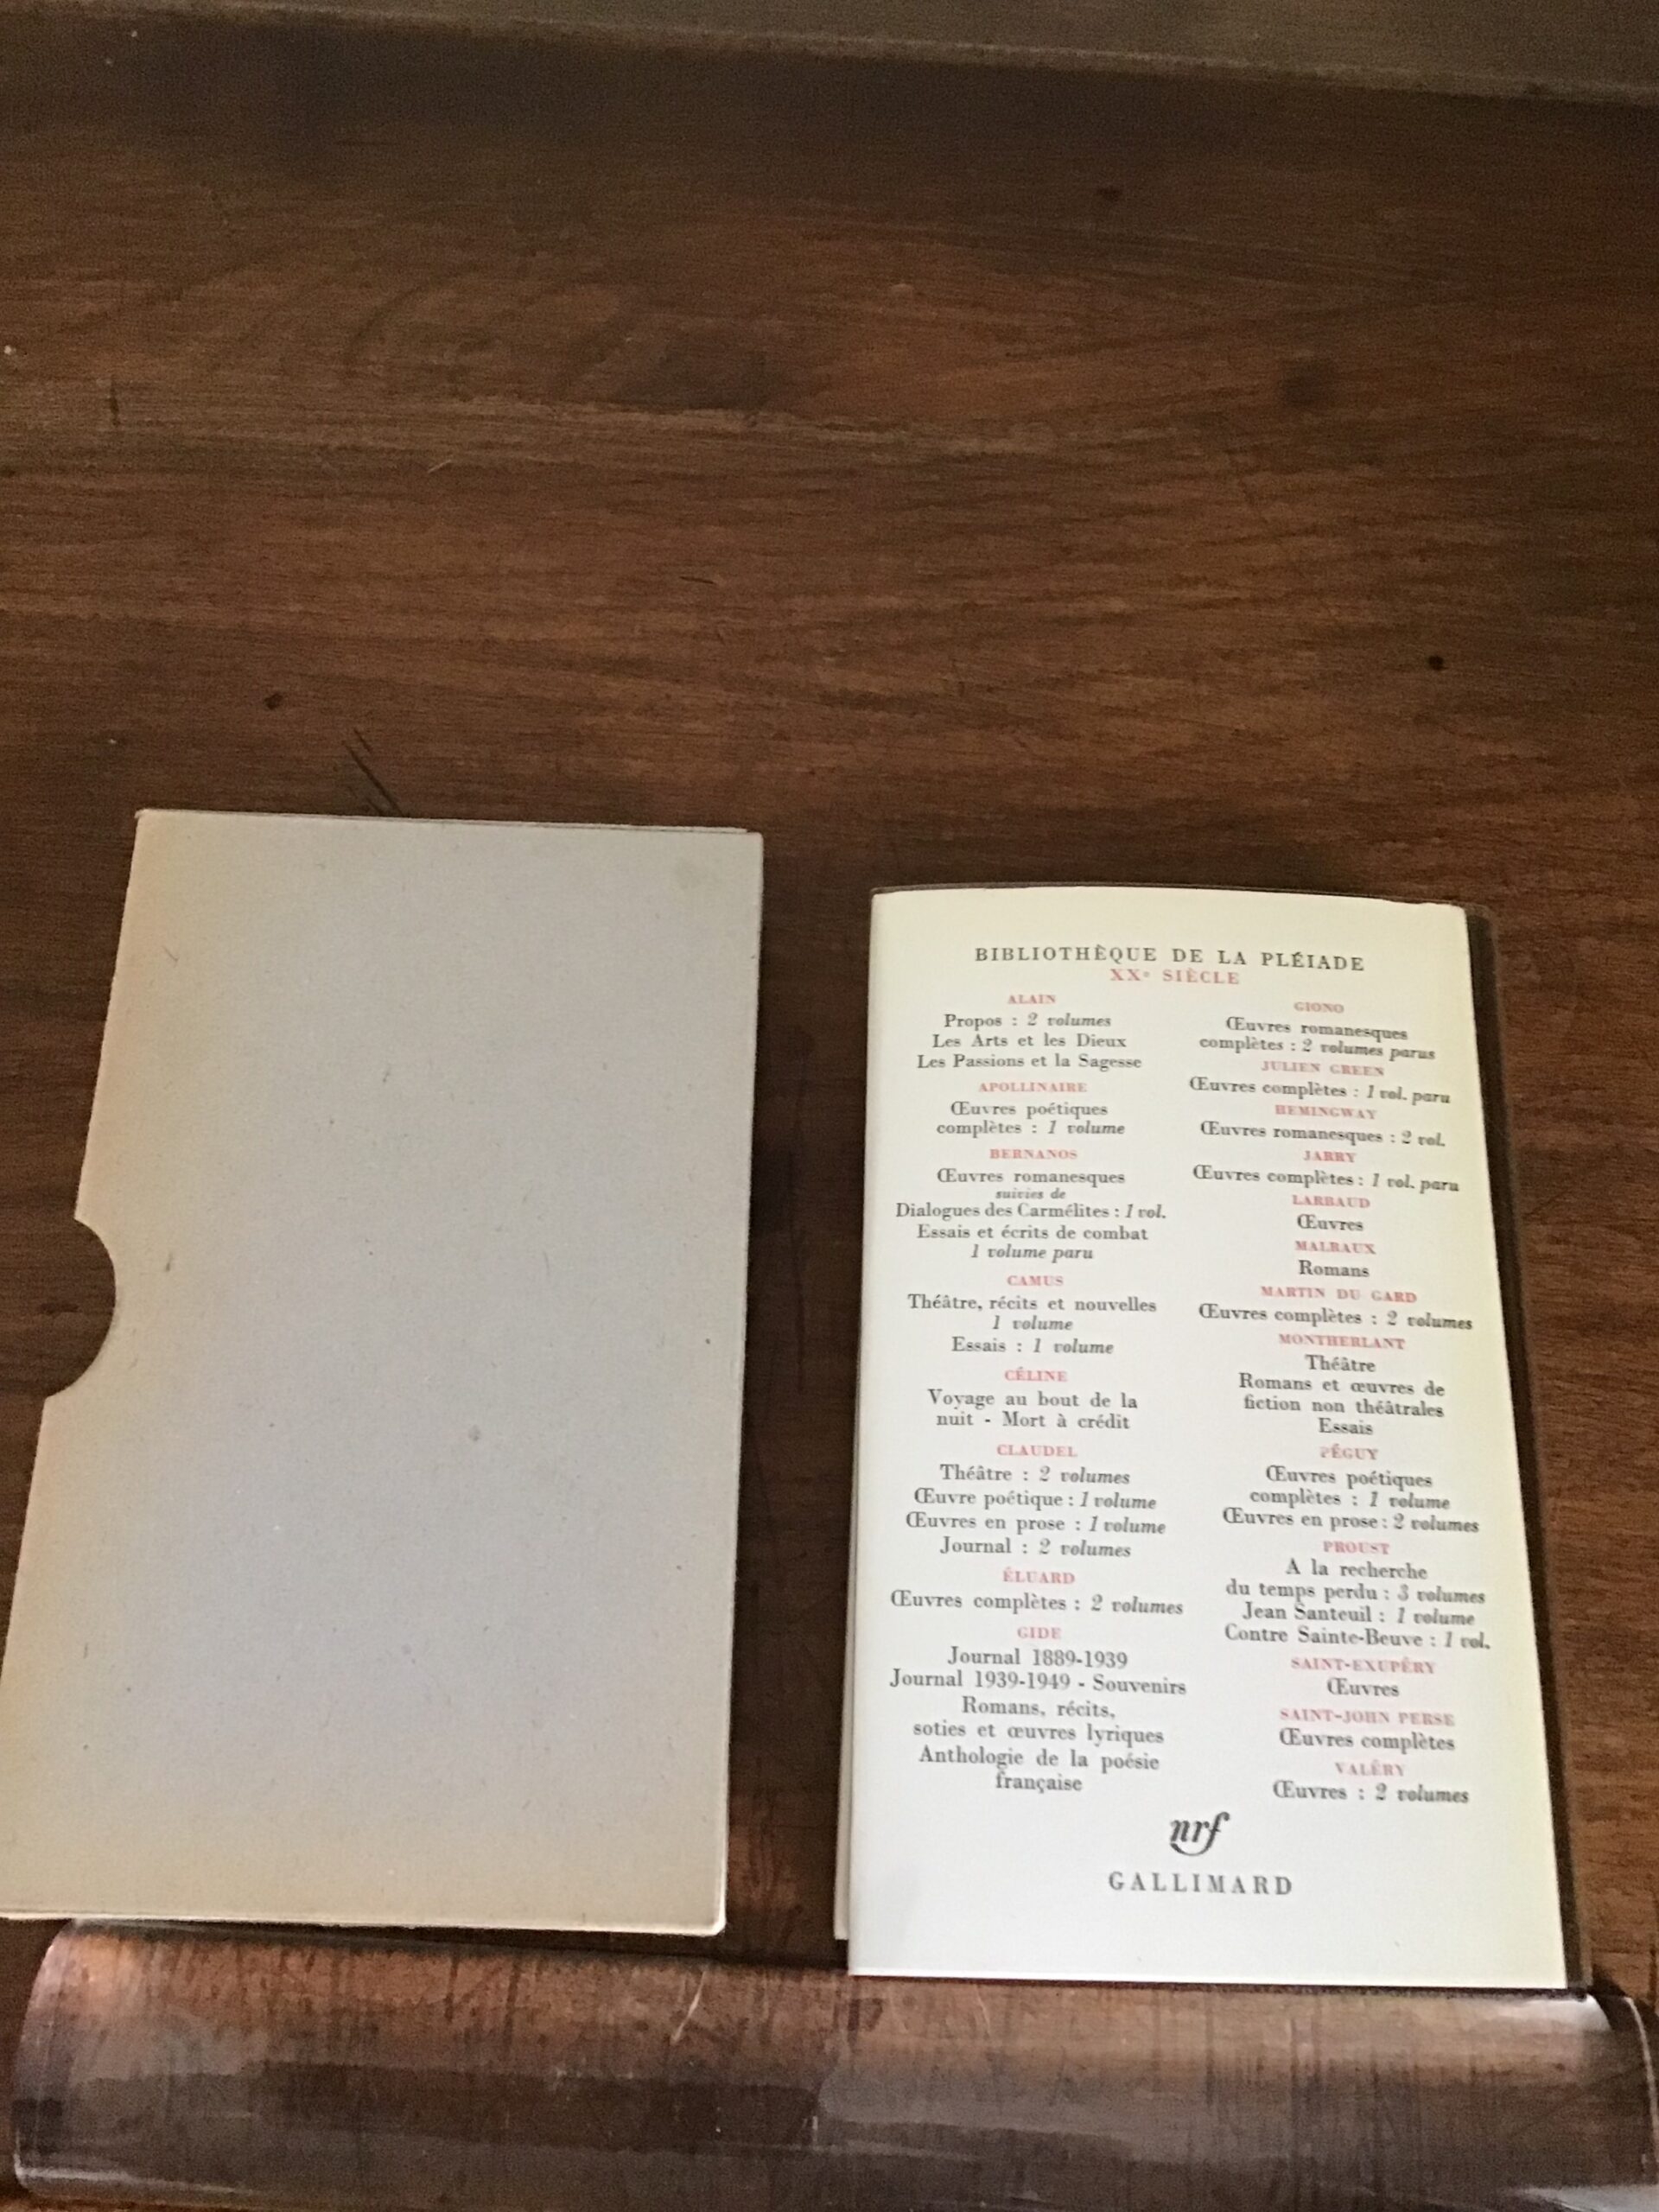 BIBLIOTHÈQUE DE LA PLÉIADE
XXe SIÈCLE
ALAIN
Propos : 2 volumes
Les Arts et les Dieux
Les Passions et la Sagesse
APOLLINAIRE
Œuvres poétiques
complètes : 1 volume
BERNANOS
Œuvres romanesques
suivies de
Dialogues des Carmélites : 1 vol.
Essais et écrits de combat
1 volume paru
CAMUS
Théâtre, récits et nouvelles
1 volume
Essais : 1 volume
CÉLINE
Voyage au bout de la
nuit - Mort à crédit
CLAUDEL
Théâtre : 2 volumes
Œuvre poétique : 1 volume
Œuvres en prose : 1 volume
Journal : 2 volumes
ÉLUARD
Œuvres complètes : 2 volumes
GIDE
Journal 1889-1939
Journal 1939-1949 - Souvenirs
Romans, récits,
soties et œuvres lyriques
Anthologie de la poésie
française
GIONO
Œuvres romanesques
complètes : 2 volumes parus
JULIEN GREEN
Œuvres complètes : 1 vol. paru
HEMINGWAY
Œuvres romanesques : 2 vol.
JARRY
Œuvres complètes : 1 vol. paru
LARBAUD
Œuvres
MALRAUX
Romans
MARTIN DU GARD
Œuvres complètes : 2 volumes
MONTHERLANT
Théâtre
Romans et œuvres de
fiction non théâtrales
Essais
PÉGUY
Œuvres poétiques
complètes : 1 volume
Œuvres en prose : 2 volumes
PROUST
A la recherche
du temps perdu : 3 volumes
Jean Santeuil : 1 volume
Contre Sainte-Beuve : 1 vol.
SAINT-EXUPÉRY
Œuvres
SAINT-JOHN PERSE
Œuvres complètes
VALÉRY
Œuvres : 2 volumes
nrf
GALLIMARD